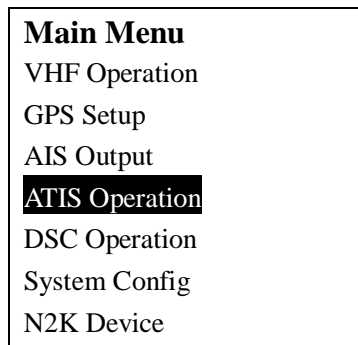 Main Menu
VHF Operation
GPS Setup
AIS Output
ATIS Operation
DSC Operation
System Config
N2K Device